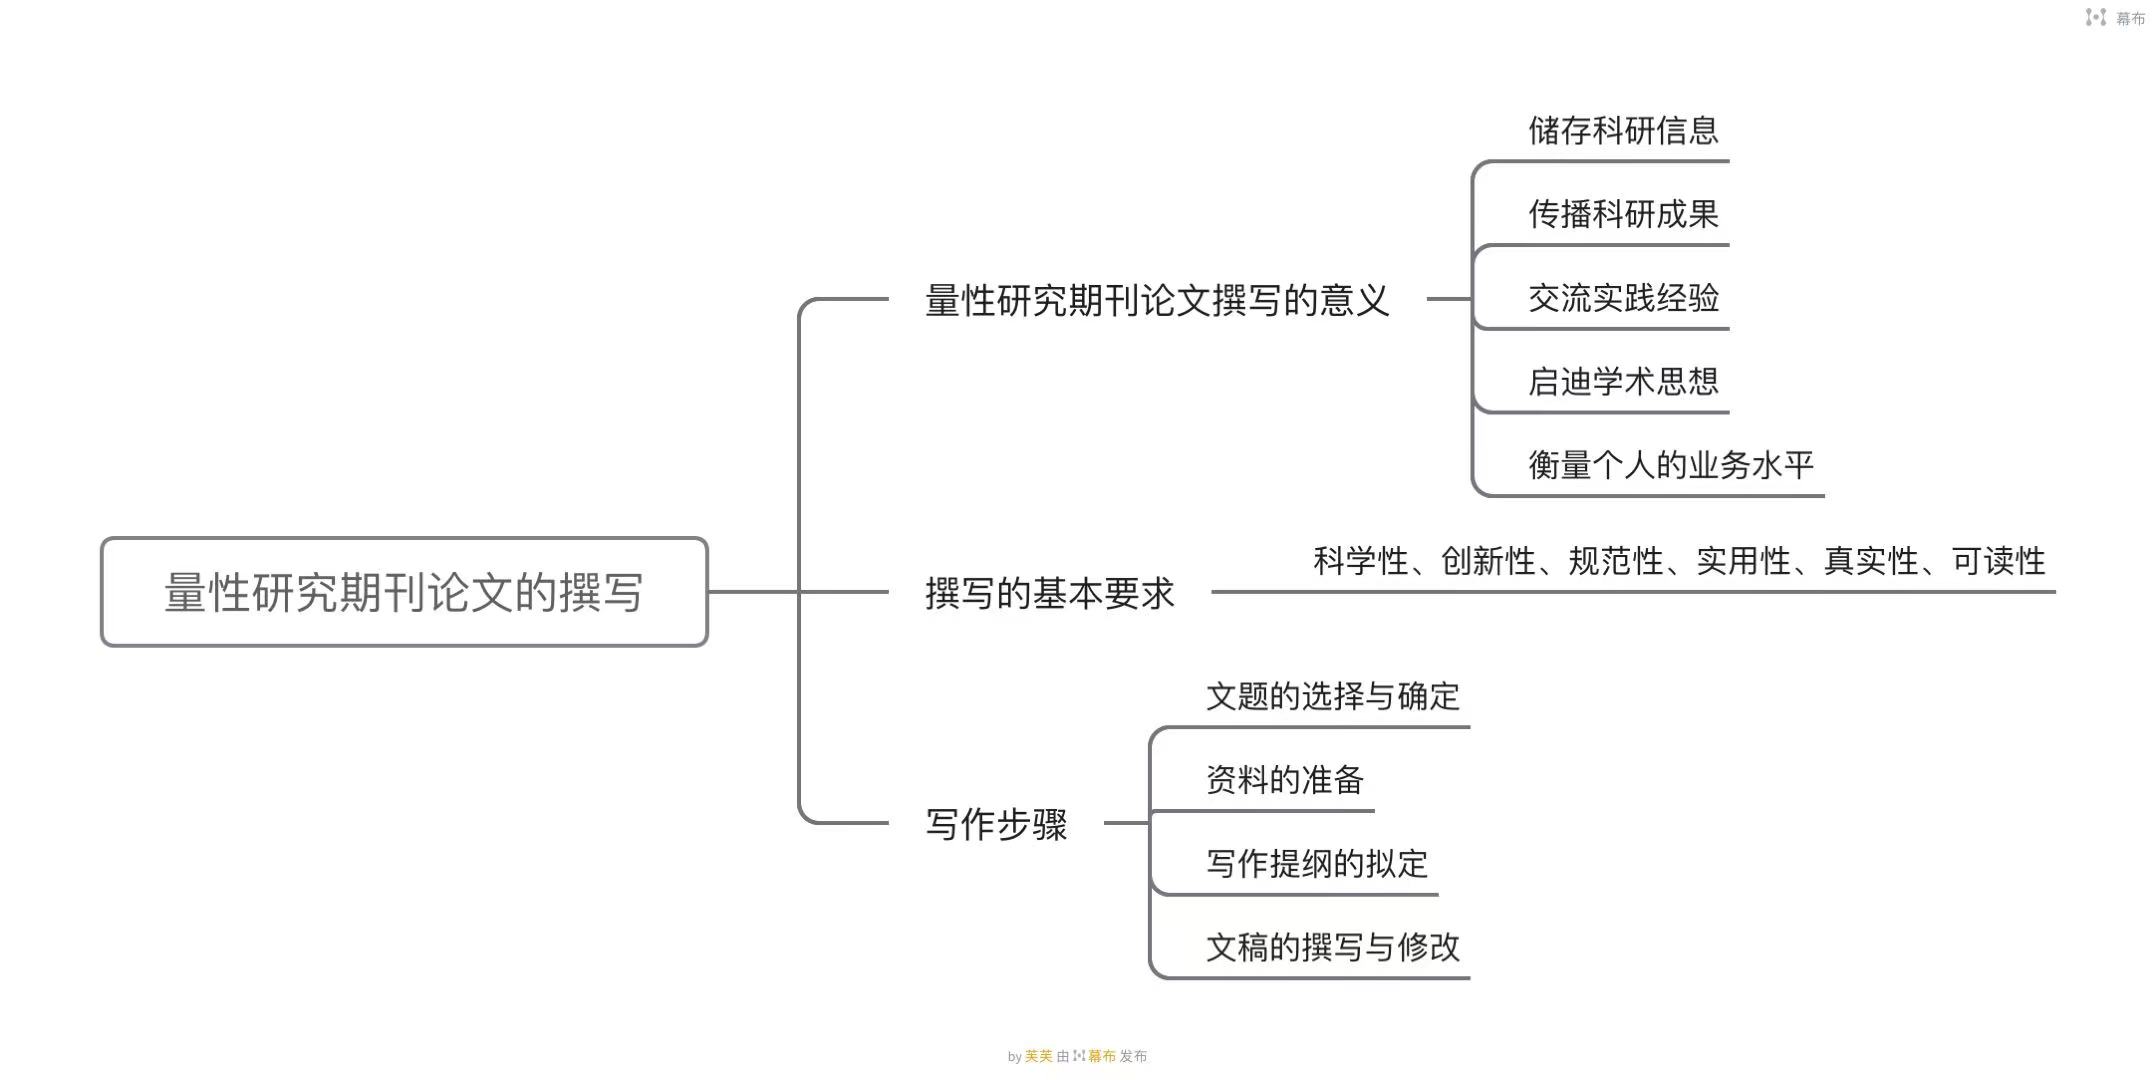 幕布
储存科研信息
传播科研成果
交流实践经验
启迪学术思想
衡量个人的业务水平
量性研究期刊论文撰写的意义
量性研究期刊论文的撰写
撰写的基本要求
科学性、创新性、规范性、实用性、真实性、可读性
写作步骤
文题的选择与确定
资料的准备
写作提纲的拟定
文稿的撰写与修改
by 芙芙 由 幕布 发布